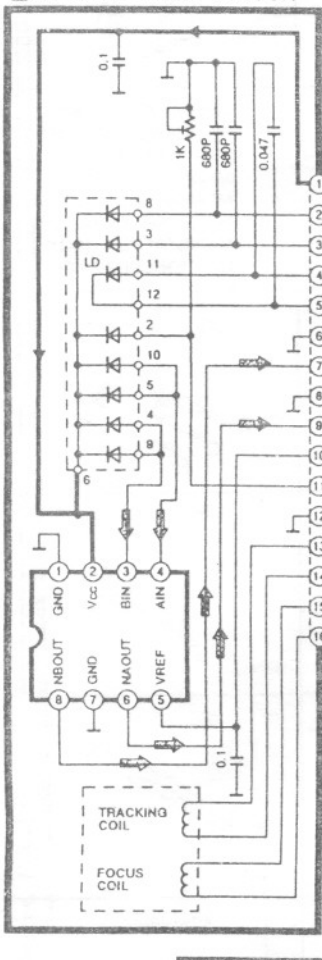 0.1
1K
680P
680P
0.047
1
8
2
3
3
LD
11
4
12
5
2
6
10
7
5
8
4
9
9
10
6
11
12
1
2
3
4
13
GND
Vcc
BIN
AIN
14
15
NBOUT
GND
NAOUT
VREF
16
8
7
6
5
0.1
TRACKING
COIL
FOCUS
COIL